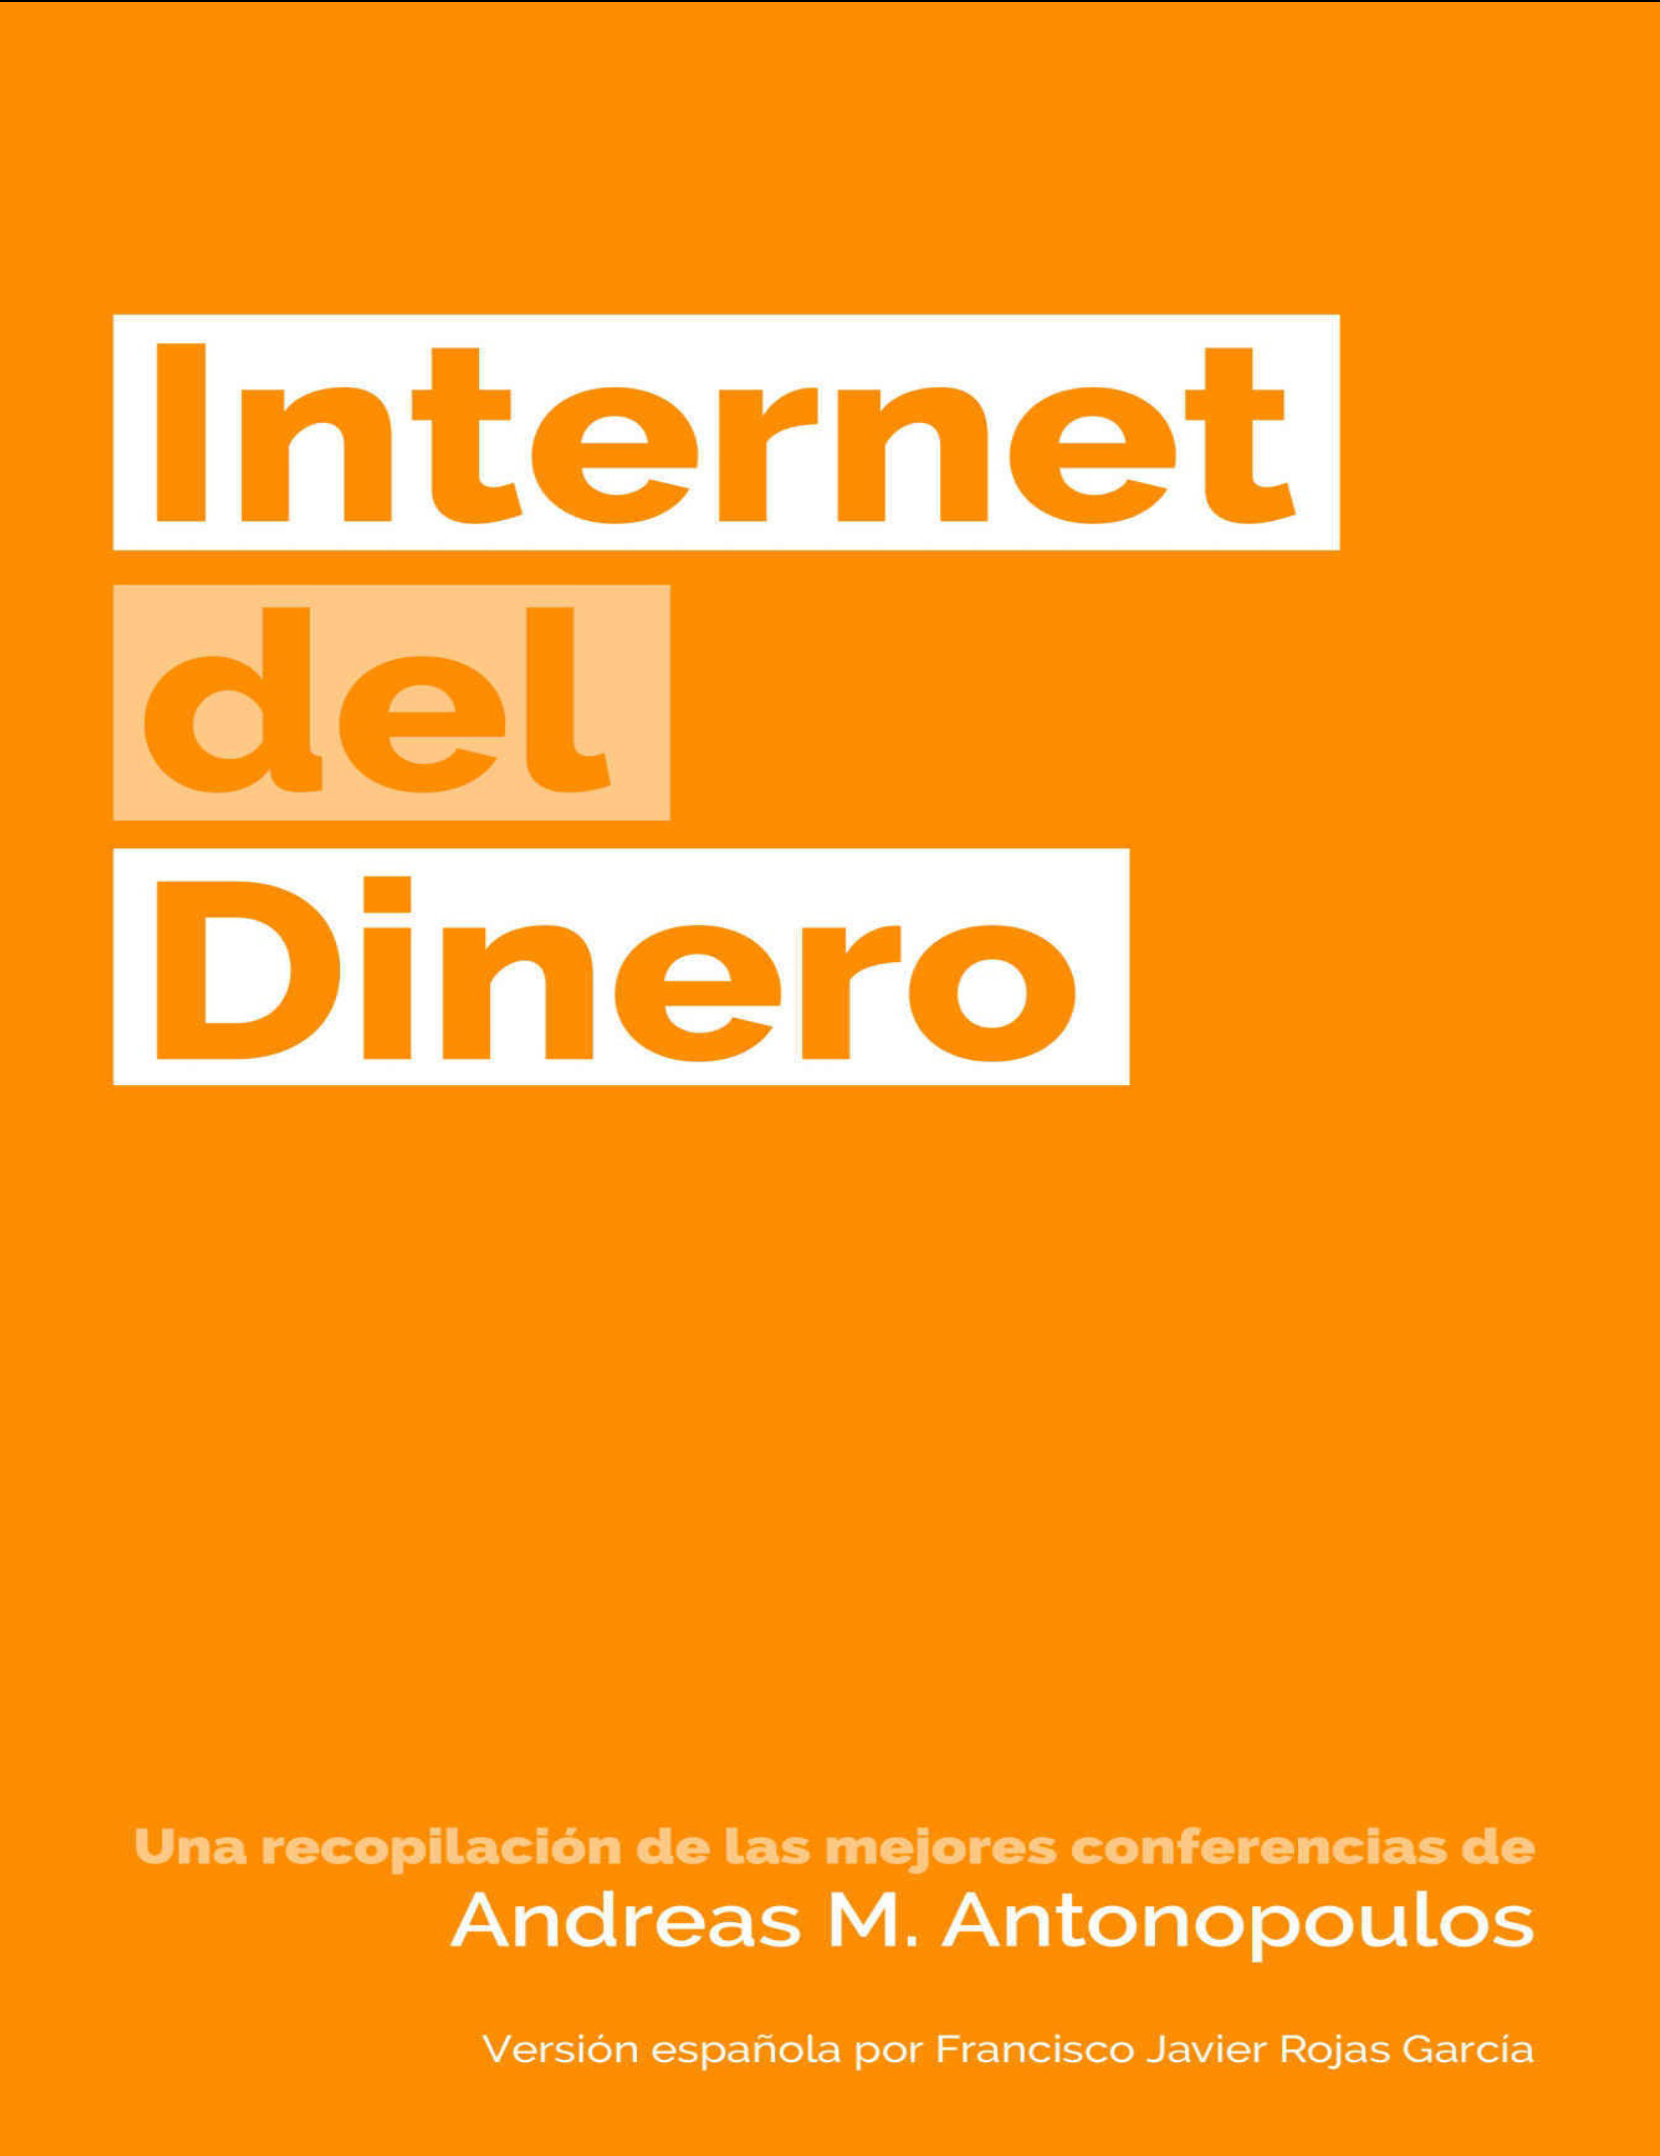 Internet
del
Dinero
Una recopilación de las mejores conferencias de
Andreas M. Antonopoulos
Versión española por Francisco Javier Rojas García